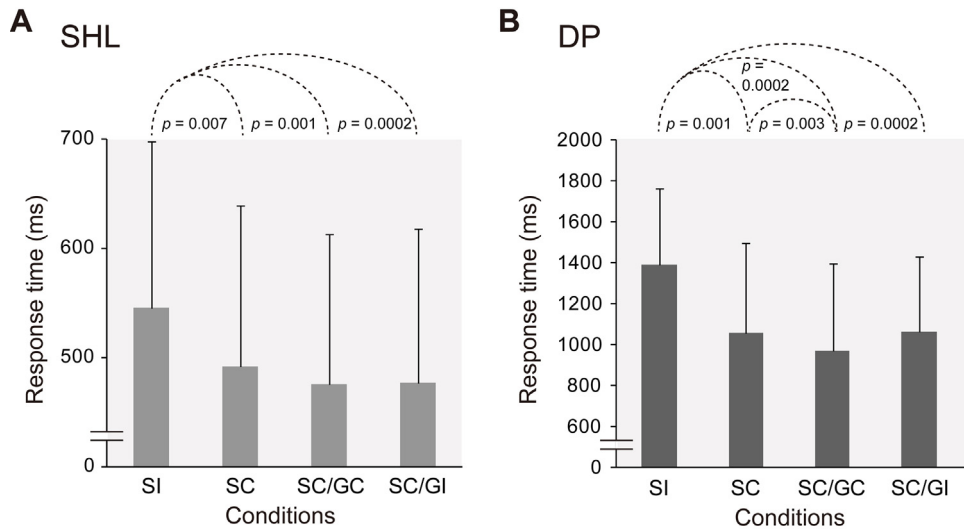 A SHL
p = 0.007 p = 0.001 p = 0.0002
700
600
500
0
Response time (ms)
SI SC SC/GC SC/GI
Conditions
B DP
p =
0.0002
p = 0.001 p = 0.003 p = 0.0002
2000
1800
1600
1400
1200
1000
800
600
0
Response time (ms)
SI SC SC/GC SC/GI
Conditions